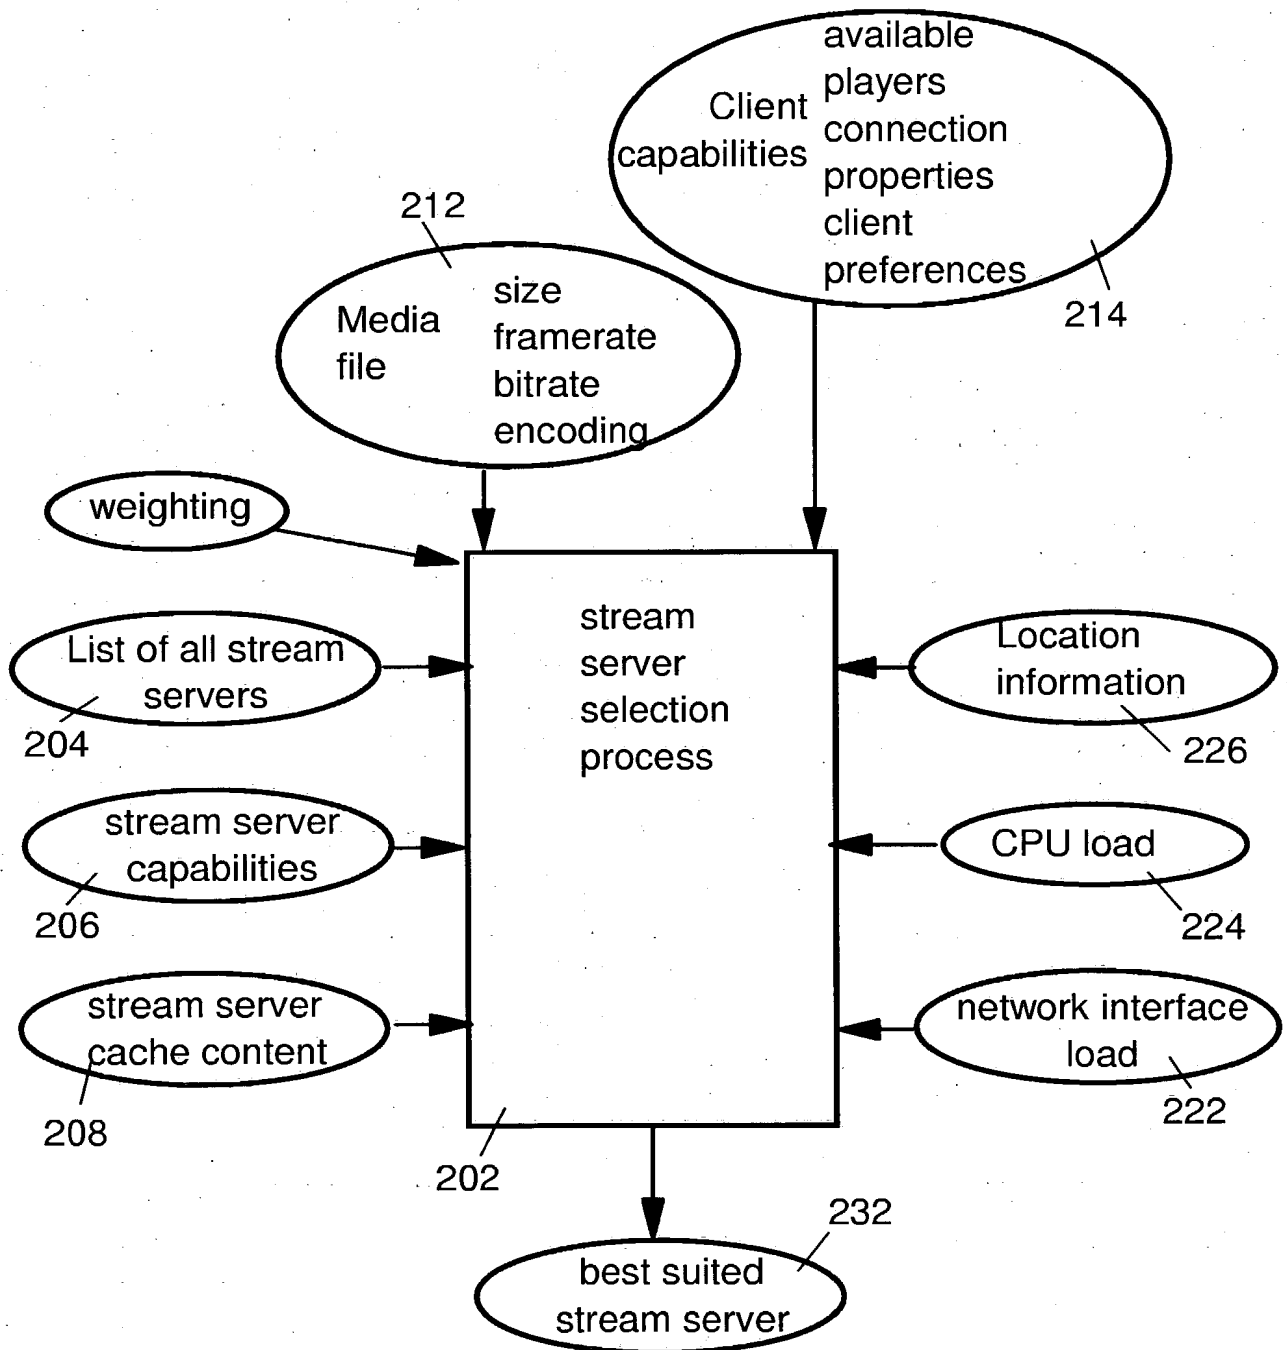 available
players
connection
properties
client
preferences
Client
capabilities
214
212
Media
file
size
framerate
bitrate
encoding
weighting
List of all stream
servers
204
stream server
capabilities
206
stream server
cache content
208
stream
server
selection
process
202
Location
information
226
CPU load
224
network interface
load
222
232
best suited
stream server